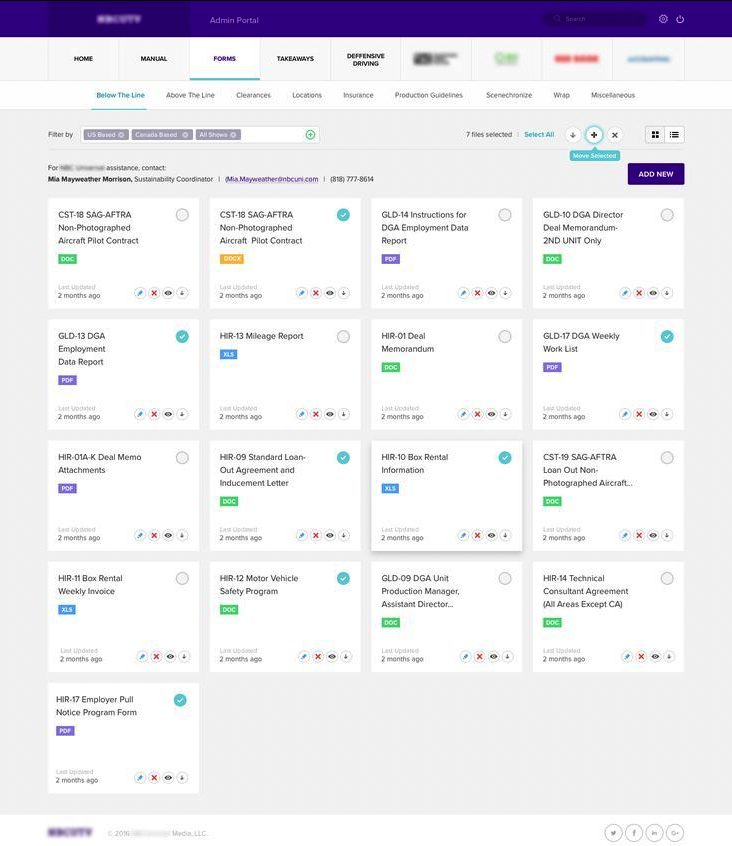 Admin Portal
Search
HOME
MANUAL
FORMS
TAKEAWAYS
DEFFENSIVE
DRIVING
Below The Line
Above The Line
Clearances
Locations
Insurance
Production Guidelines
Scenechronize
Wrap
Miscellaneous
Filter by
US Based
Canada Based
All Shows
7 files selected
Select All
Move Selected
For
assistance, contact:
Mia Mayweather Morrison, Sustainability Coordinator | (Mia.Mayweather@nbcuni.com | (818) 777-8614
ADD NEW
CST-18 SAG-AFTRA
Non-Photographed
Aircraft Pilot Contract
DOC
Last Updated
2 months ago
CST-18 SAG-AFTRA
Non-Photographed
Aircraft Pilot Contract
DOCX
Last Updated
2 months ago
GLD-14 Instructions for
DGA Employment Data
Report
PDF
Last Updated
2 months ago
GLD-10 DGA Director
Deal Memorandum-
2ND UNIT Only
DOC
Last Updated
2 months ago
GLD-13 DGA
Employment
Data Report
PDF
Last Updated
2 months ago
HIR-13 Mileage Report
XLS
Last Updated
2 months ago
HIR-01 Deal
Memorandum
DOC
Last Updated
2 months ago
GLD-17 DGA Weekly
Work List
PDF
Last Updated
2 months ago
HIR-01A-K Deal Memo
Attachments
PDF
Last Updated
2 months ago
HIR-09 Standard Loan-
Out Agreement and
Inducement Letter
DOC
Last Updated
2 months ago
HIR-10 Box Rental
Information
XLS
Last Updated
2 months ago
CST-19 SAG-AFTRA
Loan Out Non-
Photographed Aircraft...
DOC
Last Updated
2 months ago
HIR-11 Box Rental
Weekly Invoice
XLS
Last Updated
2 months ago
HIR-12 Motor Vehicle
Safety Program
DOC
Last Updated
2 months ago
GLD-09 DGA Unit
Production Manager,
Assistant Director...
DOC
Last Updated
2 months ago
HIR-14 Technical
Consultant Agreement
(All Areas Except CA)
DOC
Last Updated
2 months ago
HIR-17 Employer Pull
Notice Program Form
PDF
Last Updated
2 months ago
© 2016
Media, LLC.